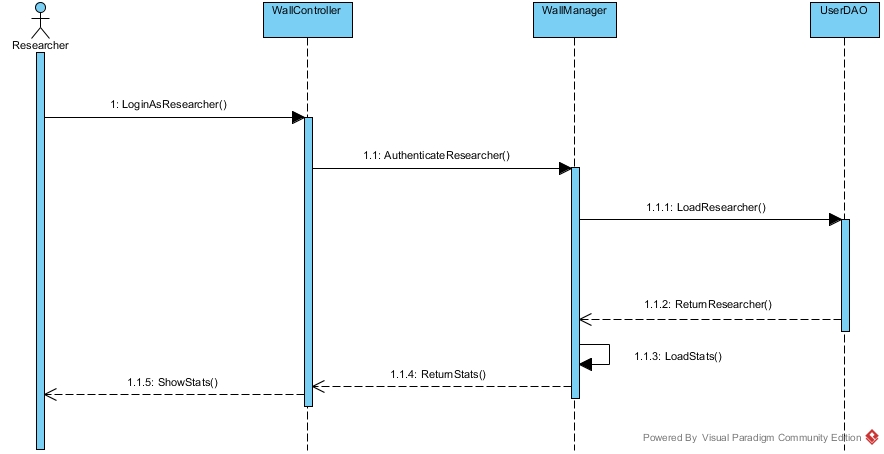 WallController
WallManager
UserDAO
Researcher
1: LoginAsResearcher()
1.1: AuthenticateResearcher()
1.1.1: LoadResearcher()
1.1.2: ReturnResearcher()
1.1.3: LoadStats()
1.1.4: ReturnStats()
1.1.5: ShowStats()
Powered By Visual Paradigm Community Edition